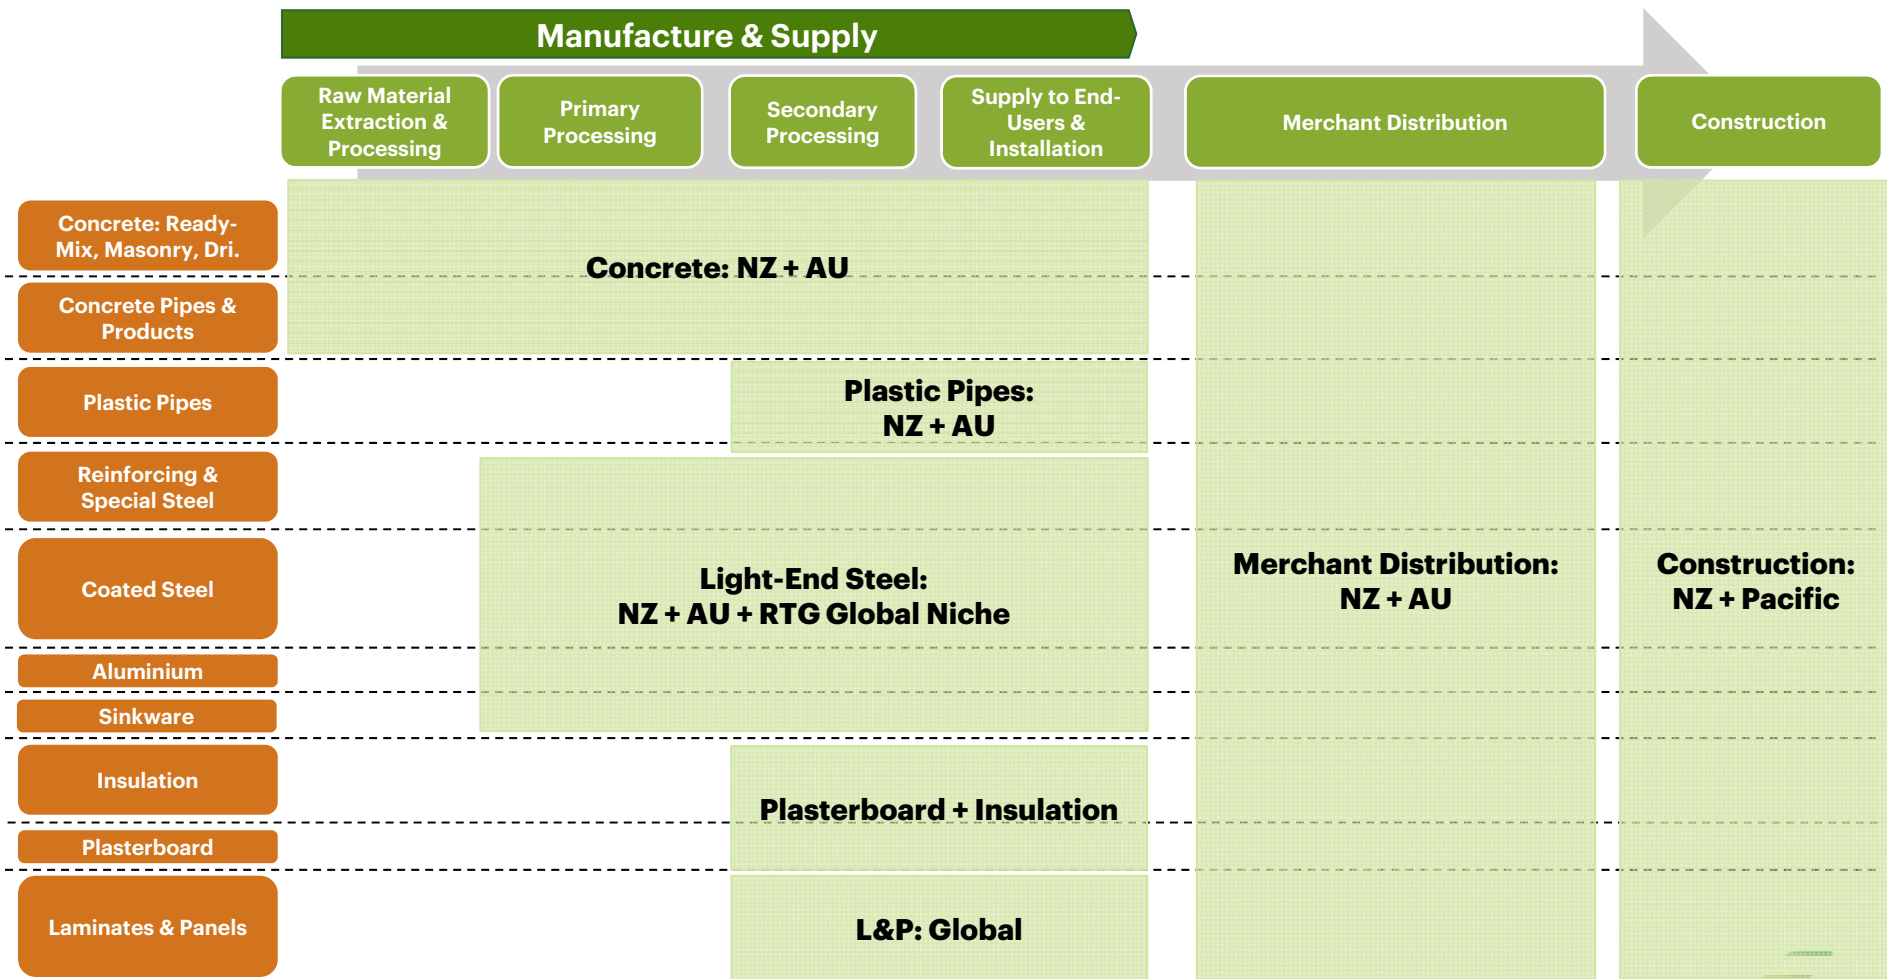 Manufacture & Supply
Raw Material
Extraction &
Processing
Primary
Processing
Secondary
Processing
Supply to End-
Users &
Installation
Merchant Distribution
Construction
Concrete: Ready-
Mix, Masonry, Dri.
Concrete: NZ + AU
Concrete Pipes &
Products
Plastic Pipes
Plastic Pipes:
NZ + AU
Reinforcing &
Special Steel
Coated Steel
Light-End Steel:
NZ + AU + RTG Global Niche
Merchant Distribution:
NZ + AU
Construction:
NZ + Pacific
Aluminium
Sinkware
Insulation
Plasterboard + Insulation
Plasterboard
Laminates & Panels
L&P: Global